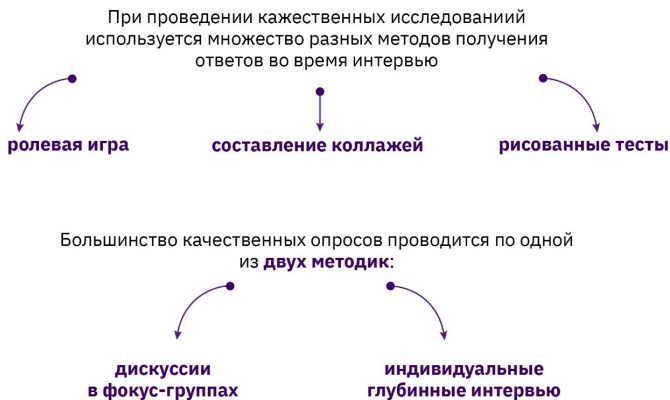 При проведении кажественных исследованиий
используется множество разных методов получения
ответов во время интервью
ролевая игра
составление коллажей
рисованные тесты
Большинство качественных опросов проводится по одной
из двух методик:
дискуссии
в фокус-группах
индивидуальные
глубинные интервью